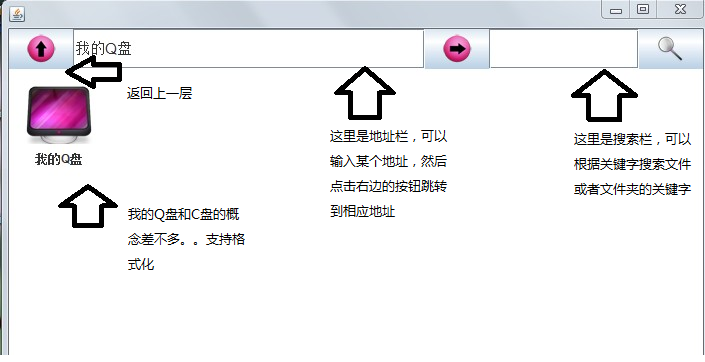 我的Q盘
返回上一层
我的Q盘
这里是地址栏，可以
输入某个地址，然后
点击右边的按钮跳转
到相应地址
这里是搜索栏，可以
根据关键字搜索文件
或者文件夹的关键字
我的Q盘和C盘的概
念差不多。。支持格
式化